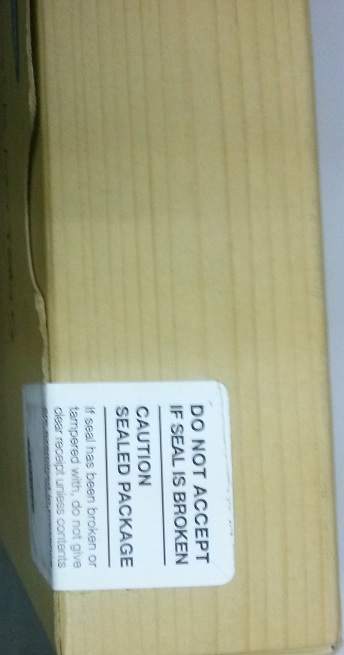 DO NOT ACCEPT
IF SEAL IS BROKEN
CAUTION
SEALED PACKAGE
If seal has been broken or
tampered with, do not give
clear receipt unless contents